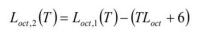 L_{oct,2}(T) = L_{oct,1}(T) − (TL_{oct} + 6)